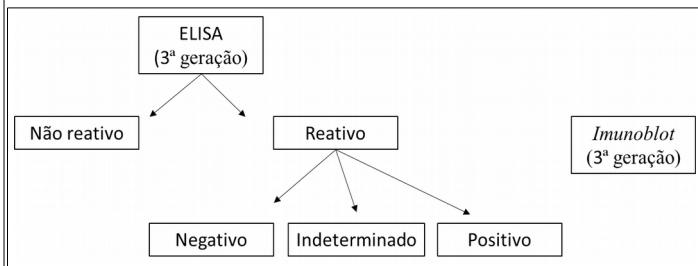 ELISA
(3ª geração)
Não reativo
Reativo
Imunoblot
(3ª geração)
Negativo
Indeterminado
Positivo